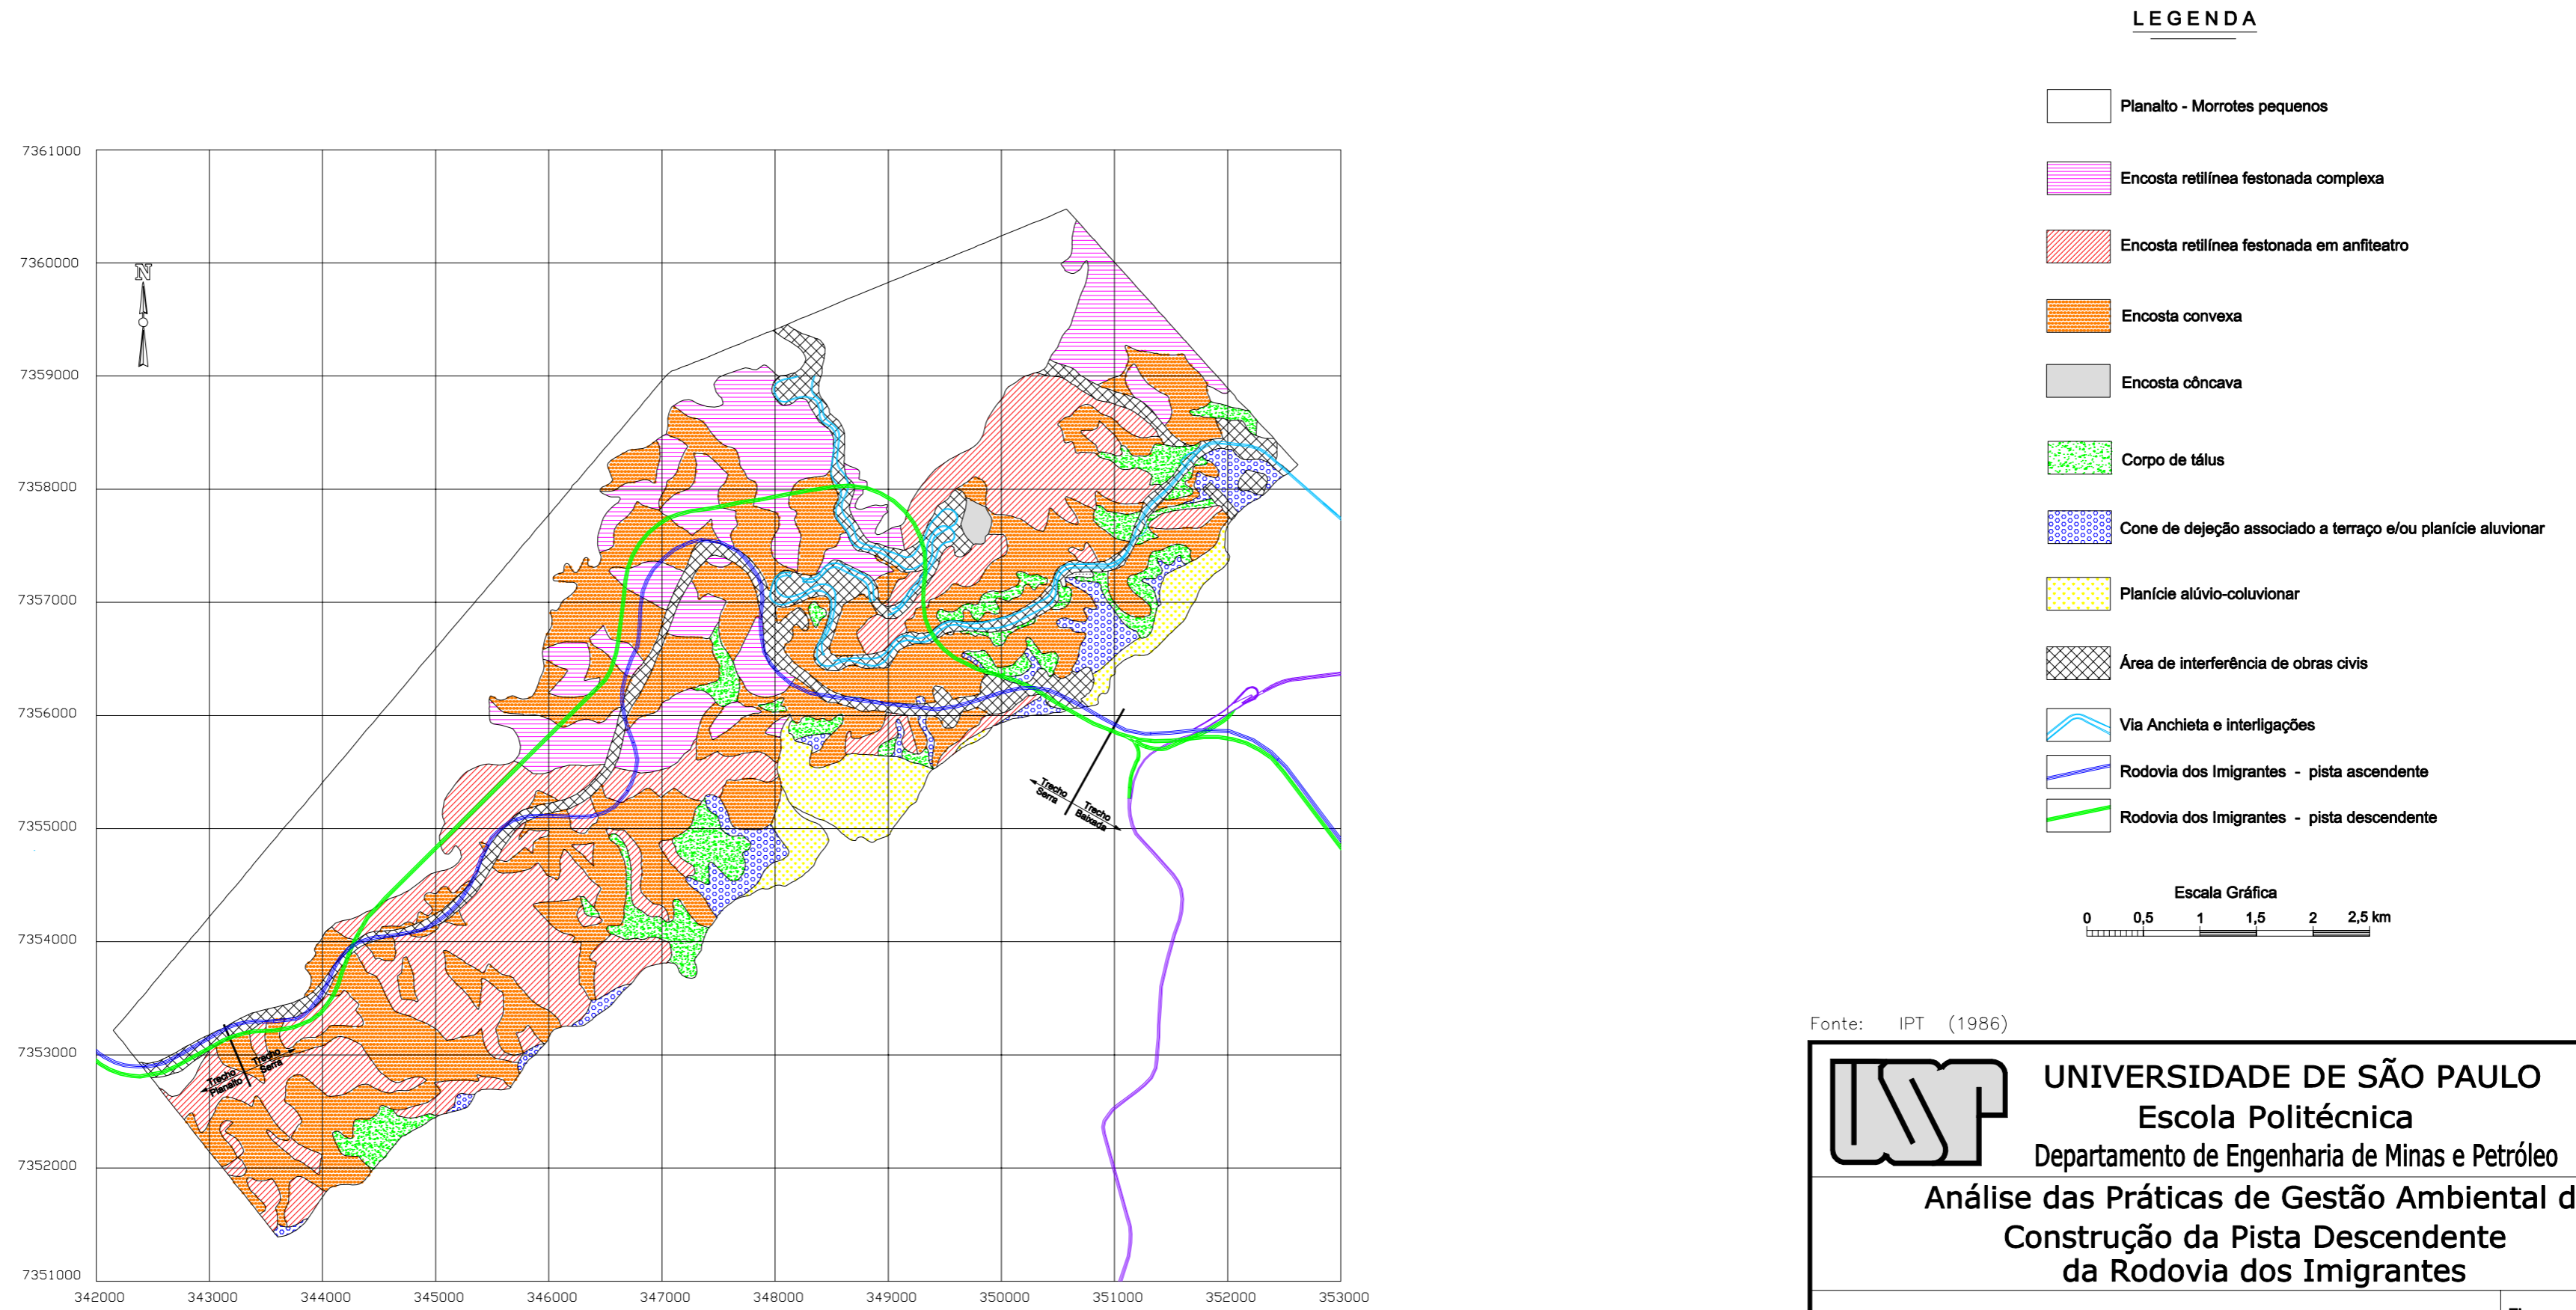 LEGENDA
Planalto - Morrotes pequenos
Encosta retilínea festonada complexa
Encosta retilínea festonada em anfiteatro
Encosta convexa
Encosta côncava
Corpo de tálus
Cone de dejeção associado a terraço e/ou planície aluvionar
Planície alúvio-coluvionar
Área de interferência de obras civis
Via Anchieta e interligações
Rodovia dos Imigrantes - pista ascendente
Rodovia dos Imigrantes - pista descendente
Escala Gráfica
0 0,5 1 1,5 2 2,5 km
7361000
7360000
N
7359000
7358000
7357000
7356000
7355000
7354000
7353000
7352000
7351000
342000 343000 344000 345000 346000 347000 348000 349000 350000 351000 352000 353000
Trecho
Serra
Trecho
Baixada
Trecho
Planalto
Trecho
Serra
Fonte: IPT (1986)
USP
UNIVERSIDADE DE SÃO PAULO
Escola Politécnica
Departamento de Engenharia de Minas e Petróleo
Análise das Práticas de Gestão Ambiental d
Construção da Pista Descendente
da Rodovia dos Imigrantes